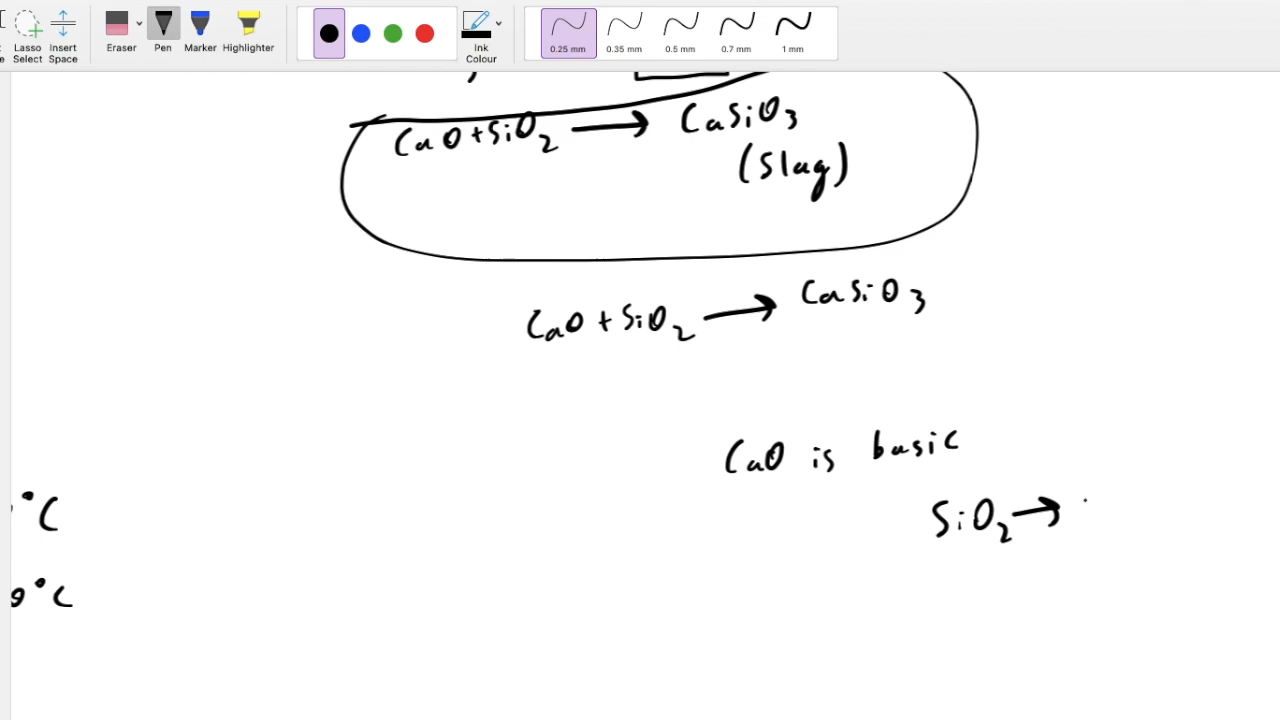 Lasso Select
Insert Space
Eraser
Pen
Marker
Highlighter
Ink Colour
0.25 mm
0.35 mm
0.5 mm
0.7 mm
1 mm
CaO+SiO2 → CaSiO3
(Slag)
CaO + SiO2 → CaSiO3
CaO is basic
SiO2 →
°C
0°C